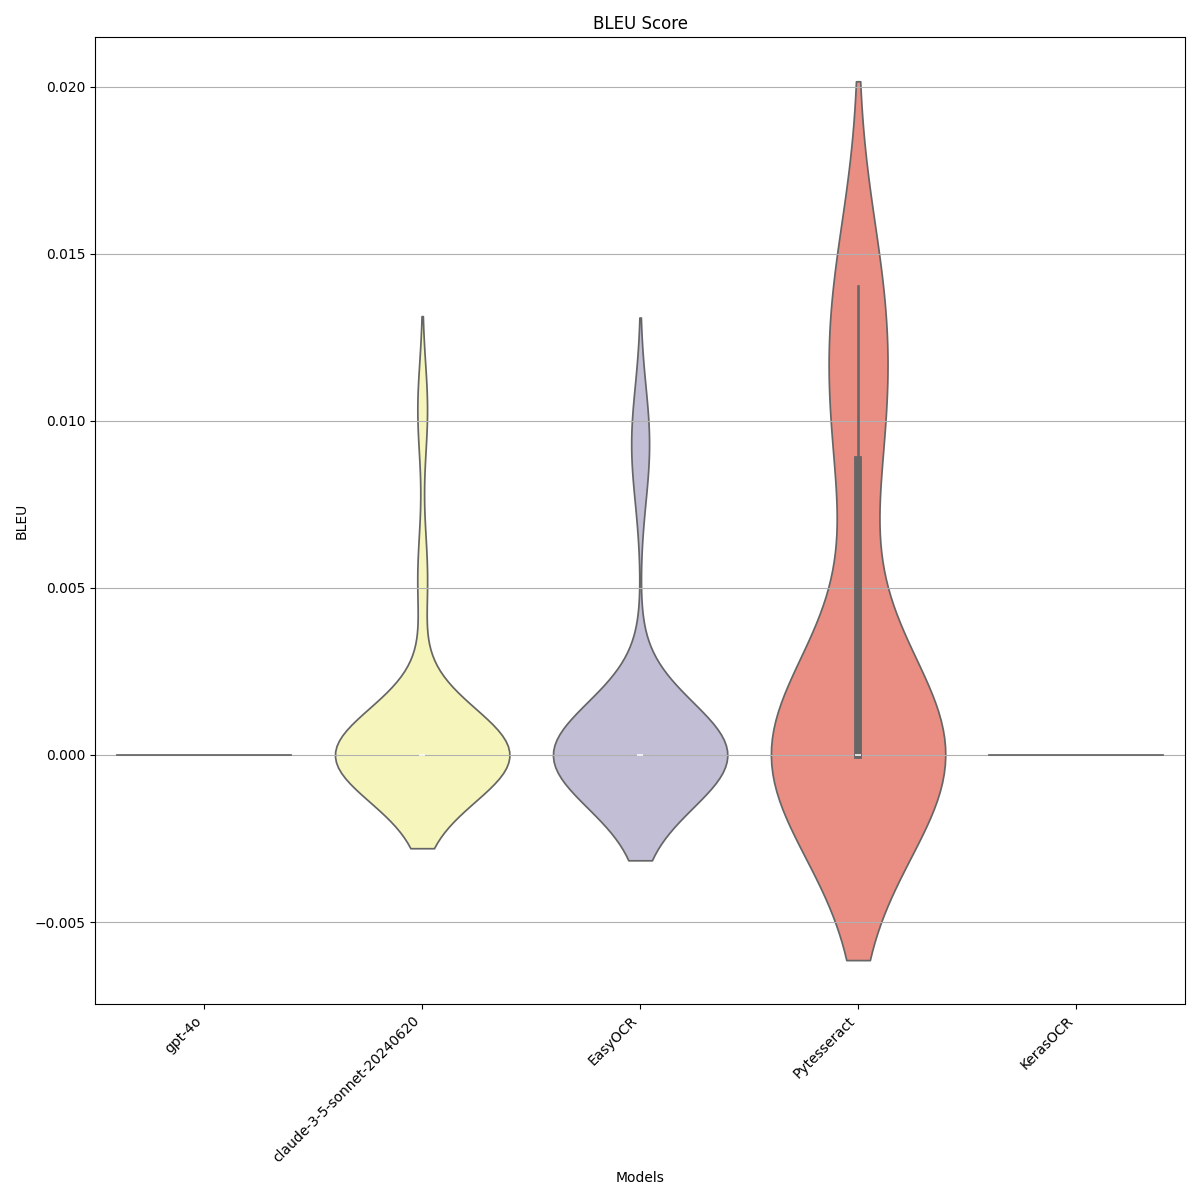 BLEU Score
0.020
0.015
0.010
0.005
0.000
−0.005
BLEU
gpt-4o
claude-3-5-sonnet-20240620
EasyOCR
Pytesseract
KerasOCR
Models